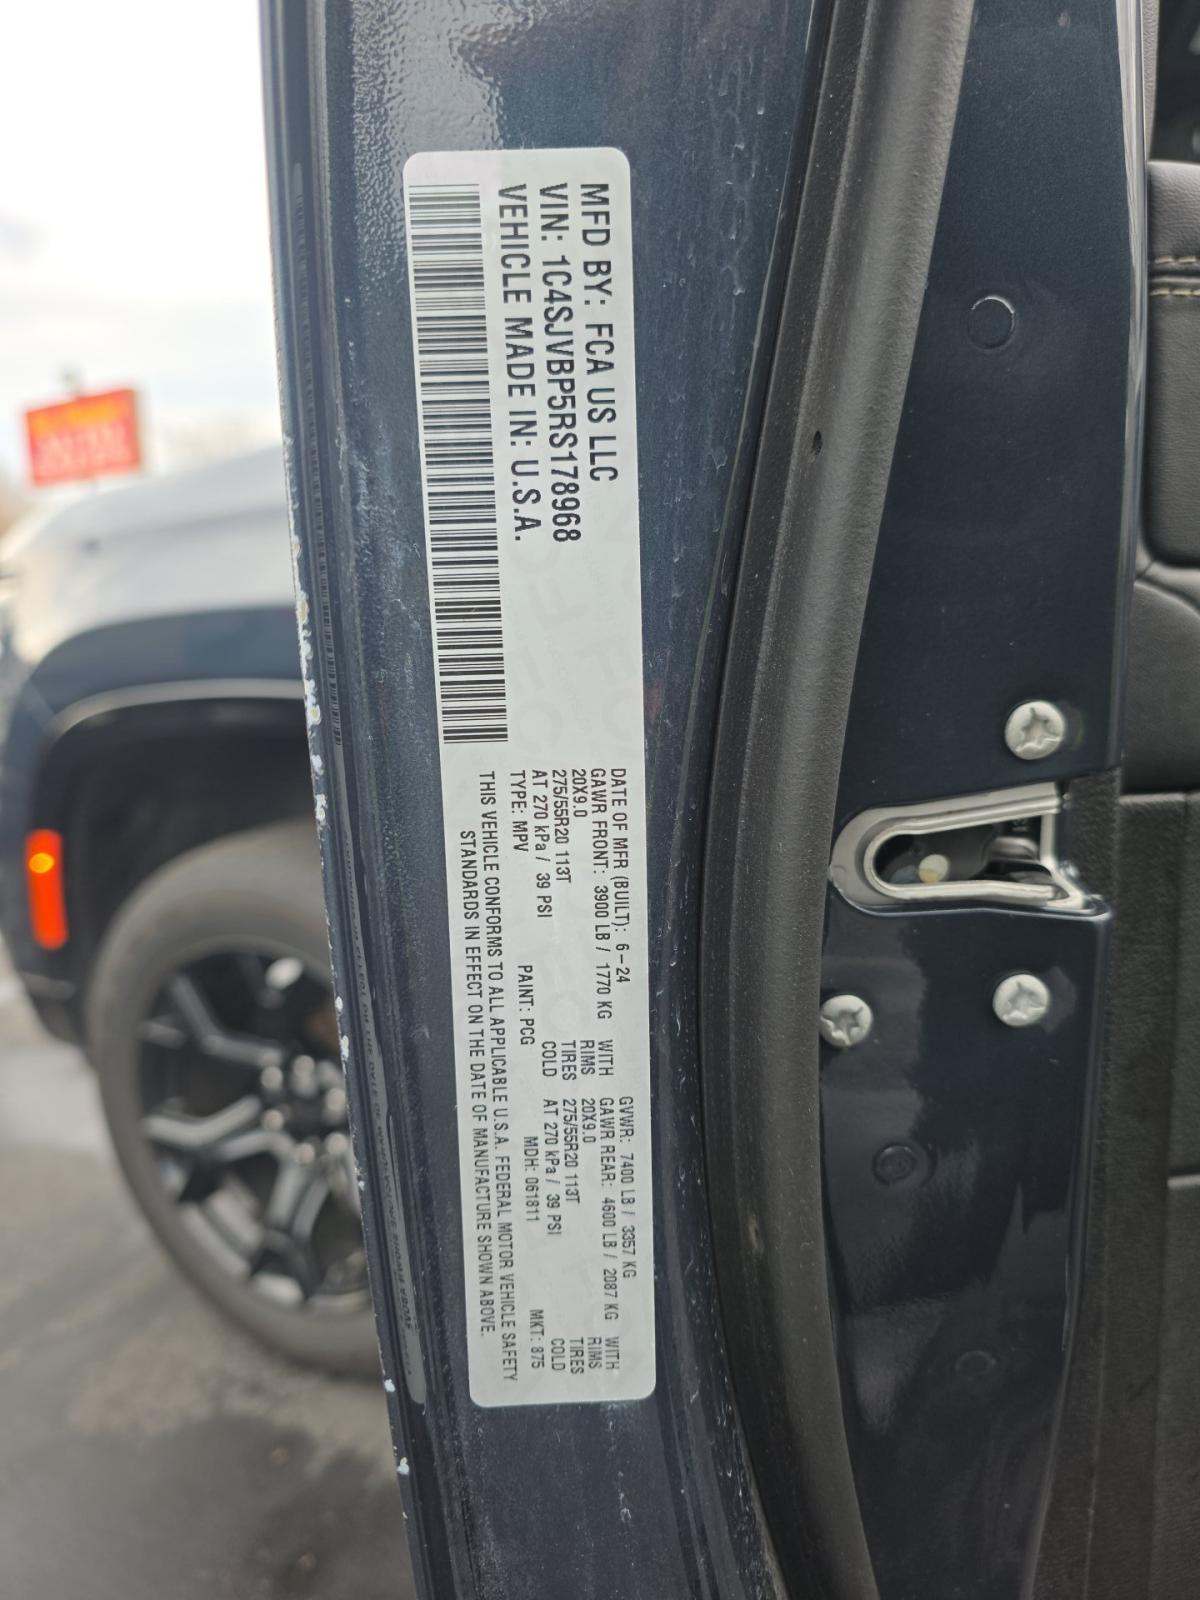 MFD BY: FCA US LLC
VIN: 1C4SJVBP5RS178968
VEHICLE MADE IN: U.S.A.
DATE OF MFR (BUILT): 6-24 GVWR: 7400 LB / 3357 KG
GAWR FRONT: 3900 LB / 1770 KG WITH GAWR REAR: 4600 LB / 2087 KG WITH
20X9.0 RIMS 20X9.0 RIMS
275/55R20 113T TIRES 275/55R20 113T TIRES
AT 270 kPa / 39 PSI COLD AT 270 kPa / 39 PSI COLD
TYPE: MPV PAINT: PCG MDH: 061811 MKT: 875
THIS VEHICLE CONFORMS TO ALL APPLICABLE U.S.A. FEDERAL MOTOR VEHICLE SAFETY
STANDARDS IN EFFECT ON THE DATE OF MANUFACTURE SHOWN ABOVE.